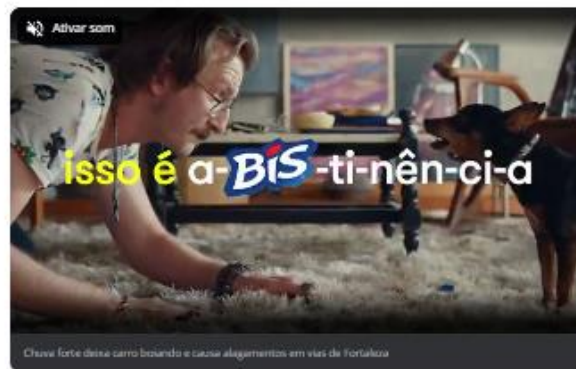 Ativar som
isso é a-BIS-ti-nên-ci-a
Chuva forte deixa carro boiando e causa alagamentos em vias de Fortaleza